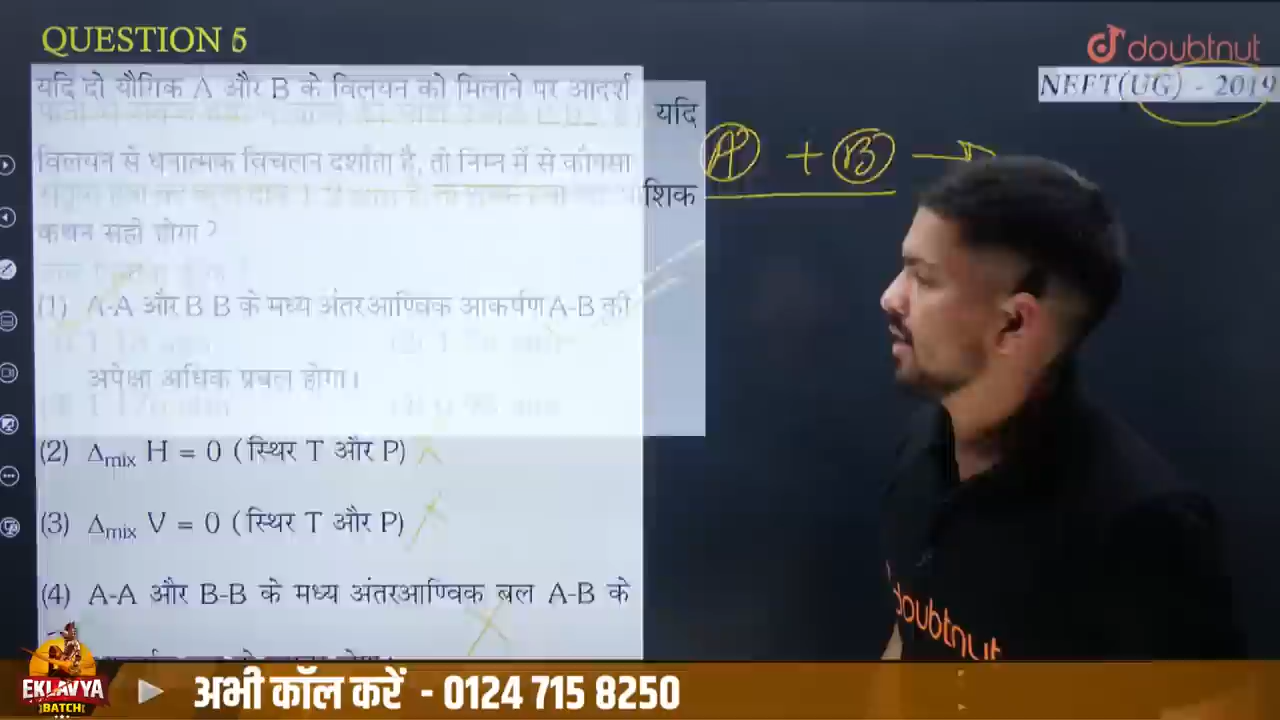 QUESTION 5
doubtnut
NEET(UG) - 2019
यदि दो यौगिक A और B के विलयन को मिलाने पर आदर्श
यदि
A + B →
विलयन से धनात्मक विचलन दर्शाता है, तो निम्न में से कौनसा
शिक
कथन सही होगा ?
(1) A-A और B B के मध्य अंतरआण्विक आकर्षण A-B की
अपेक्षा अधिक प्रबल होगा।
(2) Δmix H = 0 (स्थिर T और P)
(3) Δmix V = 0 (स्थिर T और P)
(4) A-A और B-B के मध्य अंतरआण्विक बल A-B के
doubtnut
EKLAVYA
BATCH
अभी कॉल करें - 0124 715 8250